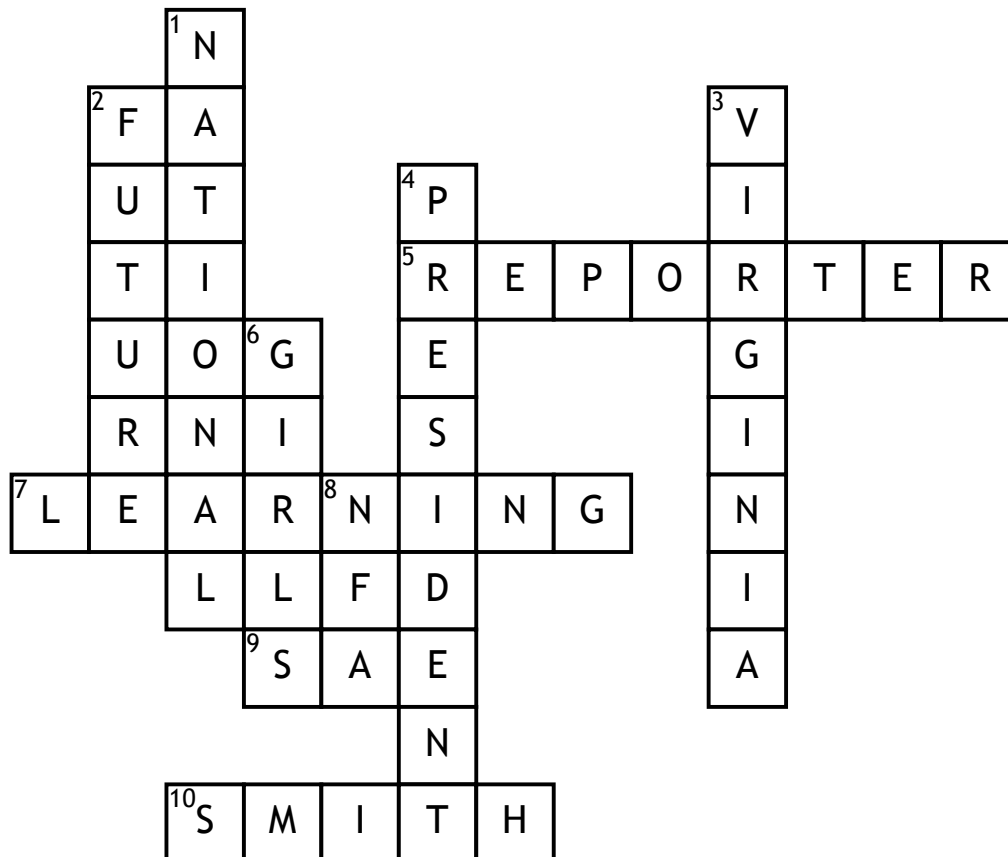 1 N
2 F A 3 V
U T 4 P I
T I 5 R E P O R T E R
U O 6 G E G
R N I S I
7 L E A R 8 N I N G N
L L F D I
9 S A E A
N
10 S M I T H